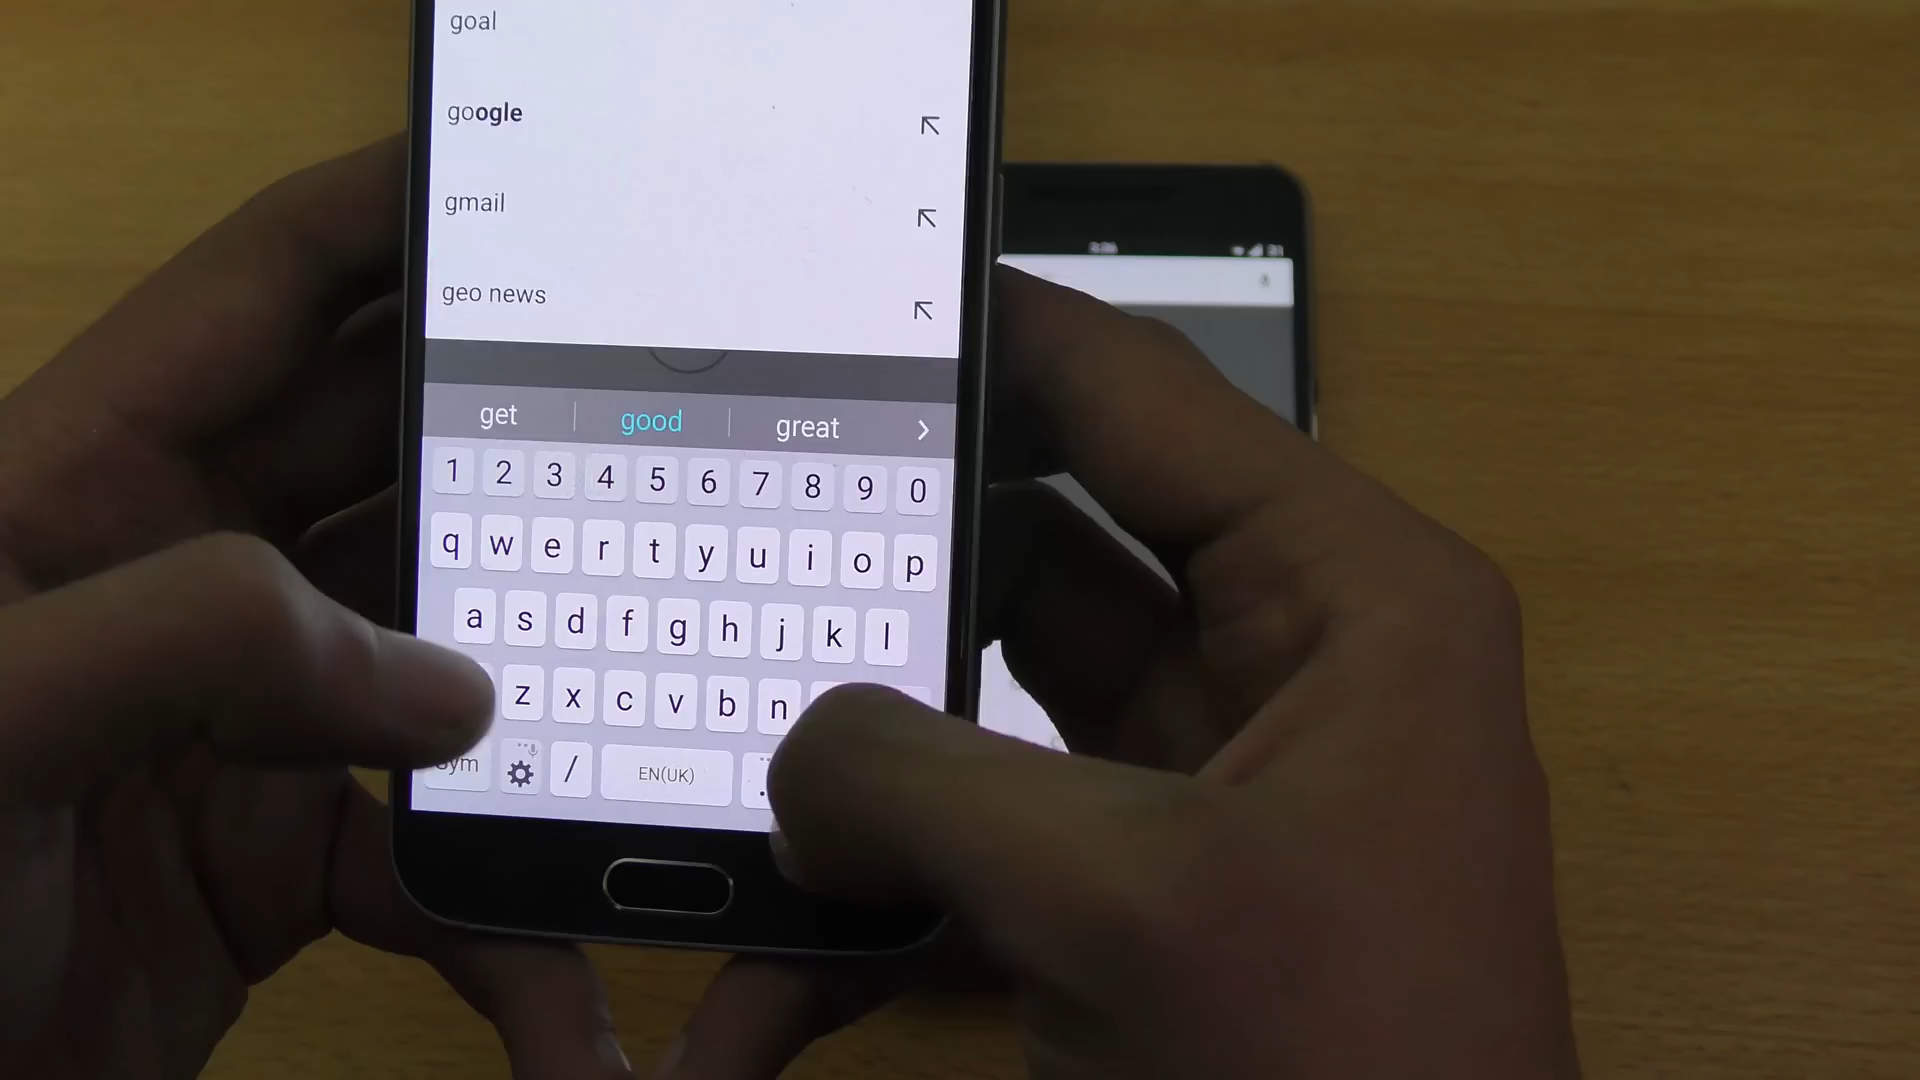 goal
google
gmail
geo news
get good great
1 2 3 4 5 6 7 8 9 0
q w e r t y u i o p
a s d f g h j k l
z x c v b n
/ EN(UK)